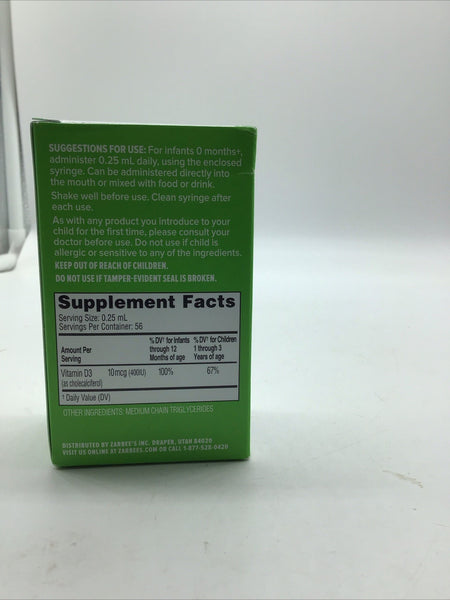 SUGGESTIONS FOR USE: For infants 0 months+,
administer 0.25 mL daily, using the enclosed
syringe. Can be administered directly into
the mouth or mixed with food or drink.
Shake well before use. Clean syringe after
each use.
As with any product you introduce to your
child for the first time, please consult your
doctor before use. Do not use if child is
allergic or sensitive to any of the ingredients.
KEEP OUT OF REACH OF CHILDREN.
DO NOT USE IF TAMPER-EVIDENT SEAL IS BROKEN.
Supplement Facts
Serving Size: 0.25 mL
Servings Per Container: 56
Amount Per Serving
%DV† for Infants through 12 Months of age
%DV† for Children 1 through 3 Years of age
Vitamin D3 10mcg (400IU) 100% 67%
(as cholecalciferol)
† Daily Value (DV)
OTHER INGREDIENTS: MEDIUM CHAIN TRIGLYCERIDES
DISTRIBUTED BY ZARBEE'S INC. DRAPER, UTAH 84020
VISIT US ONLINE AT ZARBEES.COM OR CALL 1-877-528-0420